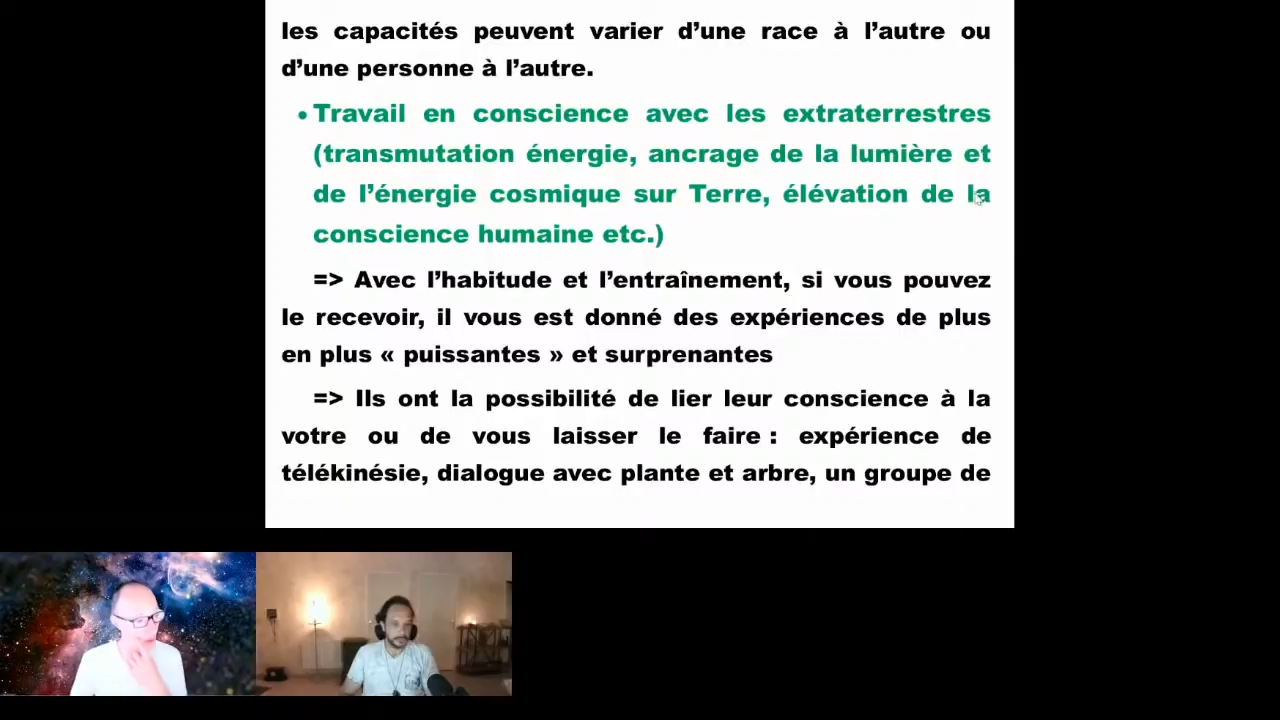 les capacités peuvent varier d’une race à l’autre ou
d’une personne à l’autre.
• Travail en conscience avec les extraterrestres
(transmutation énergie, ancrage de la lumière et
de l’énergie cosmique sur Terre, élévation de la
conscience humaine etc.)
=> Avec l’habitude et l’entraînement, si vous pouvez
le recevoir, il vous est donné des expériences de plus
en plus « puissantes » et surprenantes
=> Ils ont la possibilité de lier leur conscience à la
votre ou de vous laisser le faire : expérience de
télékinésie, dialogue avec plante et arbre, un groupe de